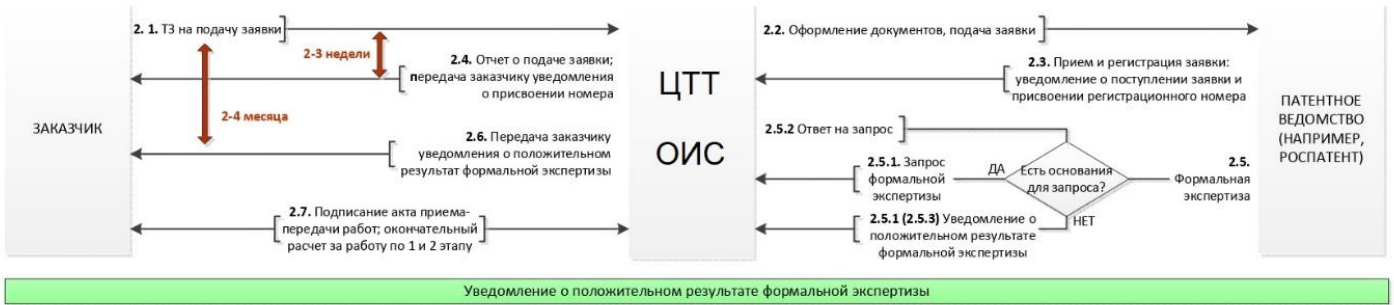 ЗАКАЗЧИК
2. 1. ТЗ на подачу заявки
2-3 недели
2.4. Отчет о подаче заявки;
передача заказчику уведомления
о присвоении номера
2-4 месяца
2.6. Передача заказчику
уведомления о положительном
результат формальной экспертизы
2.7. Подписание акта приема-
передачи работ; окончательный
расчет за работу по 1 и 2 этапу
ЦТТ
ОИС
2.2. Оформление документов, подача заявки
2.3. Прием и регистрация заявки:
уведомление о поступлении заявки и
присвоении регистрационного номера
2.5.2 Ответ на запрос
2.5.1. Запрос
формальной
экспертизы
ДА
Есть основания
для запроса?
2.5.
Формальная
экспертиза
НЕТ
2.5.1 (2.5.3) Уведомление о
положительном результате
формальной экспертизы
ПАТЕНТНОЕ
ВЕДОМСТВО
(НАПРИМЕР,
РОСПАТЕНТ)
Уведомление о положительном результате формальной экспертизы